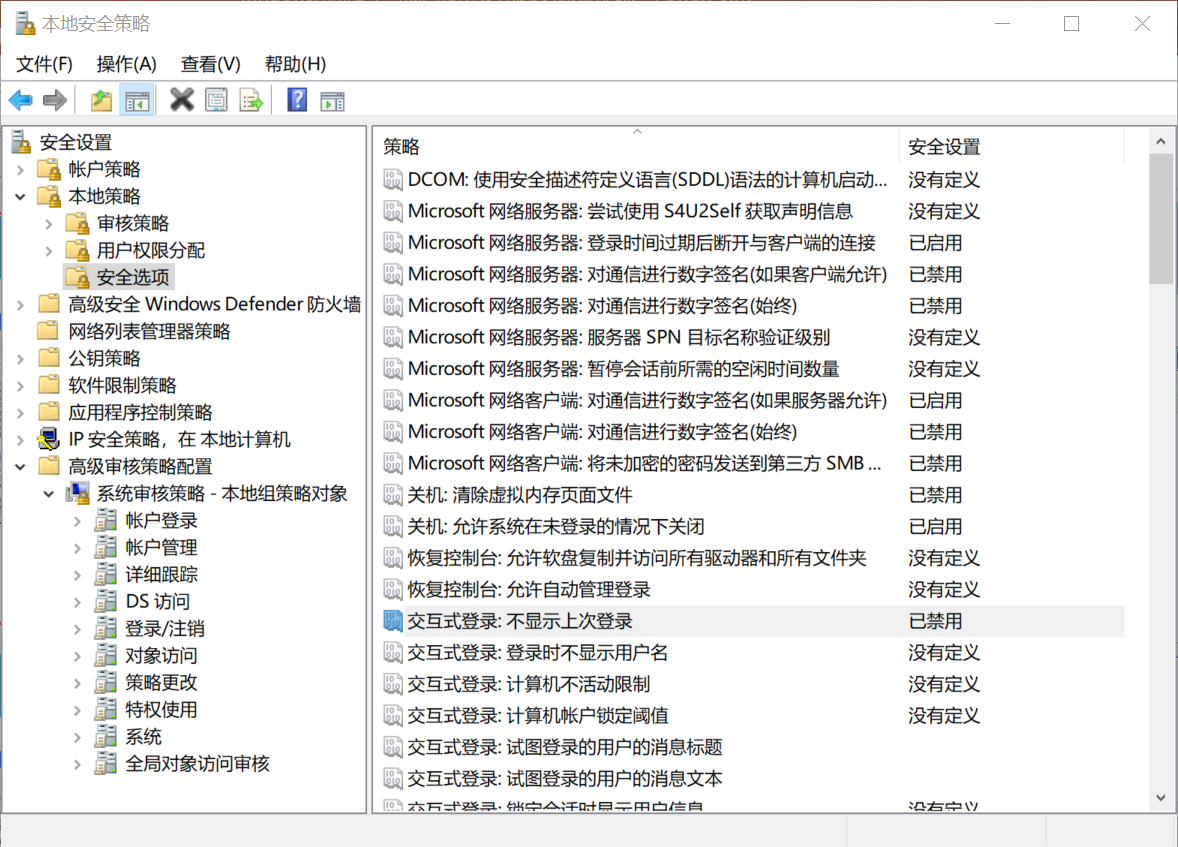 本地安全策略
文件(F) 操作(A) 查看(V) 帮助(H)
安全设置
帐户策略
本地策略
审核策略
用户权限分配
安全选项
高级安全 Windows Defender 防火墙
网络列表管理器策略
公钥策略
软件限制策略
应用程序控制策略
IP 安全策略，在 本地计算机
高级审核策略配置
系统审核策略 - 本地组策略对象
帐户登录
帐户管理
详细跟踪
DS 访问
登录/注销
对象访问
策略更改
特权使用
系统
全局对象访问审核
策略 安全设置
DCOM: 使用安全描述符定义语言(SDDL)语法的计算机启动... 没有定义
Microsoft 网络服务器: 尝试使用 S4U2Self 获取声明信息 没有定义
Microsoft 网络服务器: 登录时间过期后断开与客户端的连接 已启用
Microsoft 网络服务器: 对通信进行数字签名(如果客户端允许) 已禁用
Microsoft 网络服务器: 对通信进行数字签名(始终) 已禁用
Microsoft 网络服务器: 服务器 SPN 目标名称验证级别 没有定义
Microsoft 网络服务器: 暂停会话前所需的空闲时间数量 没有定义
Microsoft 网络客户端: 对通信进行数字签名(如果服务器允许) 已启用
Microsoft 网络客户端: 对通信进行数字签名(始终) 已禁用
Microsoft 网络客户端: 将未加密的密码发送到第三方 SMB ... 已禁用
关机: 清除虚拟内存页面文件 已禁用
关机: 允许系统在未登录的情况下关闭 已启用
恢复控制台: 允许软盘复制并访问所有驱动器和所有文件夹 没有定义
恢复控制台: 允许自动管理登录 没有定义
交互式登录: 不显示上次登录 已禁用
交互式登录: 登录时不显示用户名 没有定义
交互式登录: 计算机不活动限制 没有定义
交互式登录: 计算机帐户锁定阈值 没有定义
交互式登录: 试图登录的用户的消息标题
交互式登录: 试图登录的用户的消息文本
交互式登录: 锁定会话时显示用户信息 没有定义